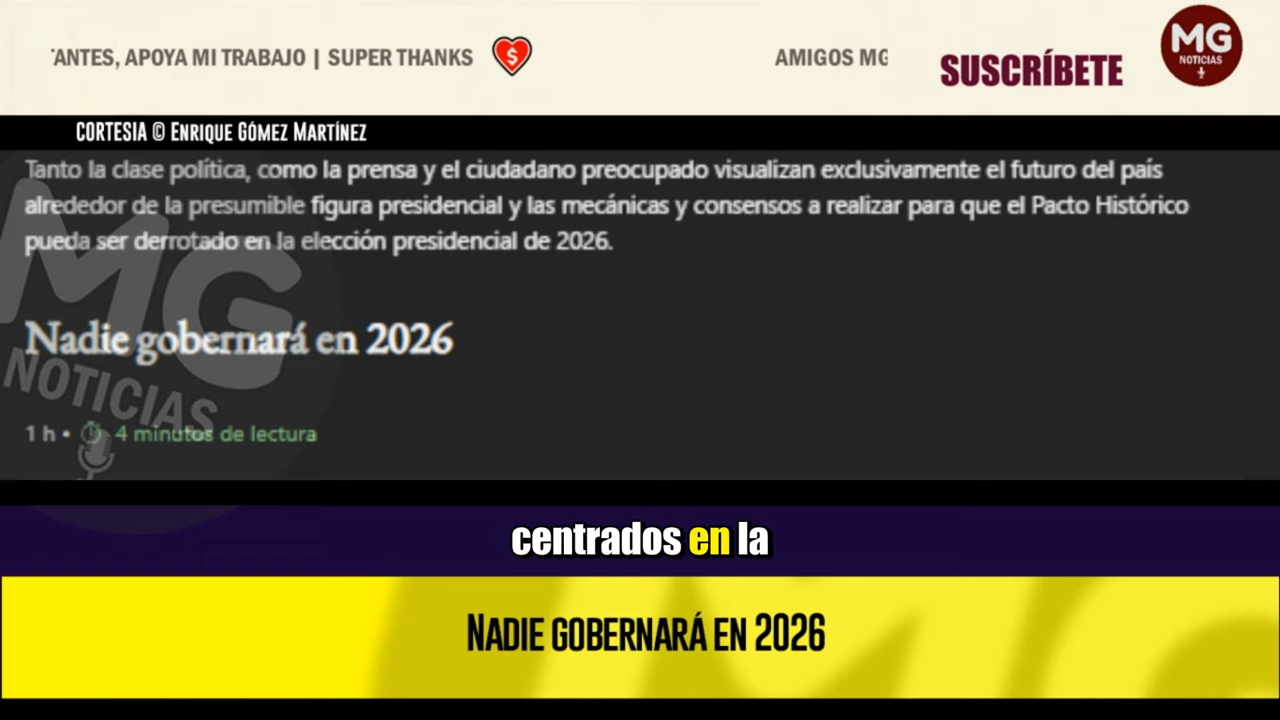 'ANTES, APOYA MI TRABAJO | SUPER THANKS $ AMIGOS MG SUSCRÍBETE
MG
NOTICIAS
CORTESIA © ENRIQUE GÓMEZ MARTÍNEZ
Tanto la clase política, como la prensa y el ciudadano preocupado visualizan exclusivamente el futuro del país
alrededor de la presumible figura presidencial y las mecánicas y consensos a realizar para que el Pacto Histórico
pueda ser derrotado en la elección presidencial de 2026.
MG
NOTICIAS
Nadie gobernará en 2026
1 h • 4 minutos de lectura
centrados en la
NADIE GOBERNARÁ EN 2026